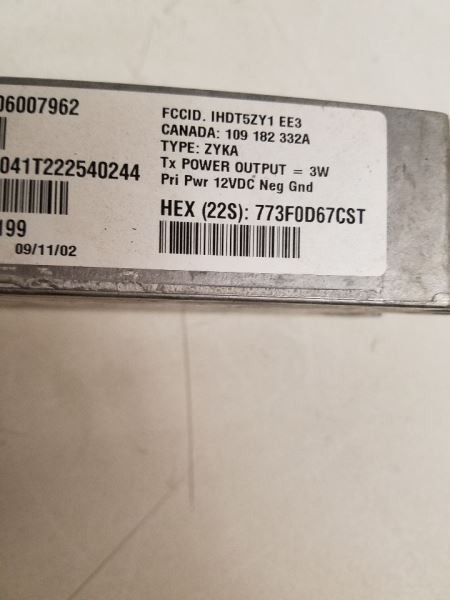 06007962
041T222540244
199
09/11/02
FCCID. IHDT5ZY1 EE3
CANADA: 109 182 332A
TYPE: ZYKA
Tx POWER OUTPUT = 3W
Pri Pwr 12VDC Neg Gnd
HEX (22S): 773F0D67CST